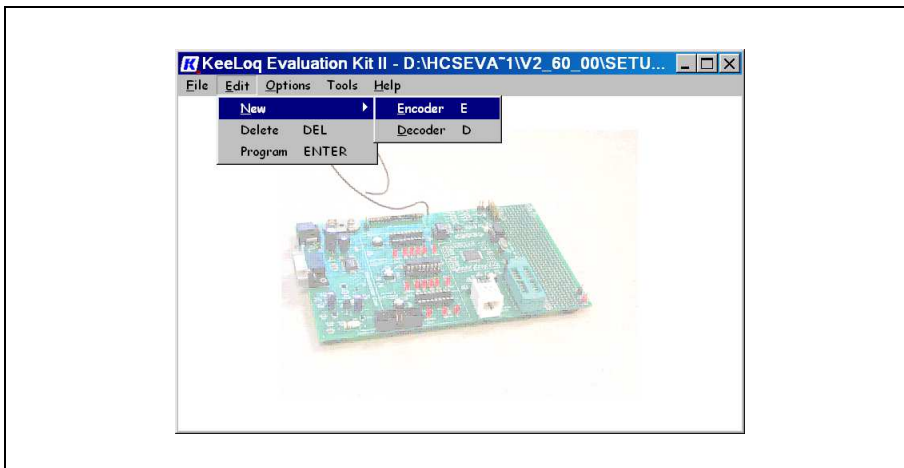 KeeLoq Evaluation Kit II - D:\HCSEVA~1\V2_60_00\SETU...
File Edit Options Tools Help
New Encoder E
Delete DEL Decoder D
Program ENTER